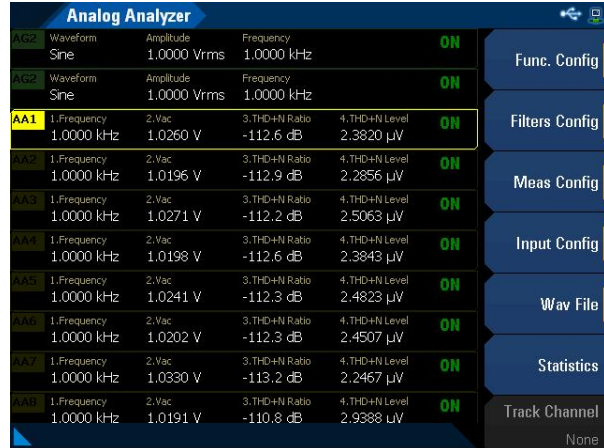 Analog Analyzer
AG2 Waveform Amplitude Frequency ON
Sine 1.0000 Vrms 1.0000 kHz
AG2 Waveform Amplitude Frequency ON
Sine 1.0000 Vrms 1.0000 kHz
AA1 1.Frequency 2.Vac 3.THD+N Ratio 4.THD+N Level ON
1.0000 kHz 1.0260 V -112.6 dB 2.3820 μV
AA2 1.Frequency 2.Vac 3.THD+N Ratio 4.THD+N Level ON
1.0000 kHz 1.0196 V -112.9 dB 2.2856 μV
AA3 1.Frequency 2.Vac 3.THD+N Ratio 4.THD+N Level ON
1.0000 kHz 1.0271 V -112.2 dB 2.5063 μV
AA4 1.Frequency 2.Vac 3.THD+N Ratio 4.THD+N Level ON
1.0000 kHz 1.0198 V -112.6 dB 2.3843 μV
AA5 1.Frequency 2.Vac 3.THD+N Ratio 4.THD+N Level ON
1.0000 kHz 1.0241 V -112.3 dB 2.4823 μV
AA6 1.Frequency 2.Vac 3.THD+N Ratio 4.THD+N Level ON
1.0000 kHz 1.0202 V -112.3 dB 2.4507 μV
AA7 1.Frequency 2.Vac 3.THD+N Ratio 4.THD+N Level ON
1.0000 kHz 1.0330 V -113.2 dB 2.2467 μV
AA8 1.Frequency 2.Vac 3.THD+N Ratio 4.THD+N Level ON
1.0000 kHz 1.0191 V -110.8 dB 2.9388 μV
Func. Config
Filters Config
Meas Config
Input Config
Wav File
Statistics
Track Channel
None